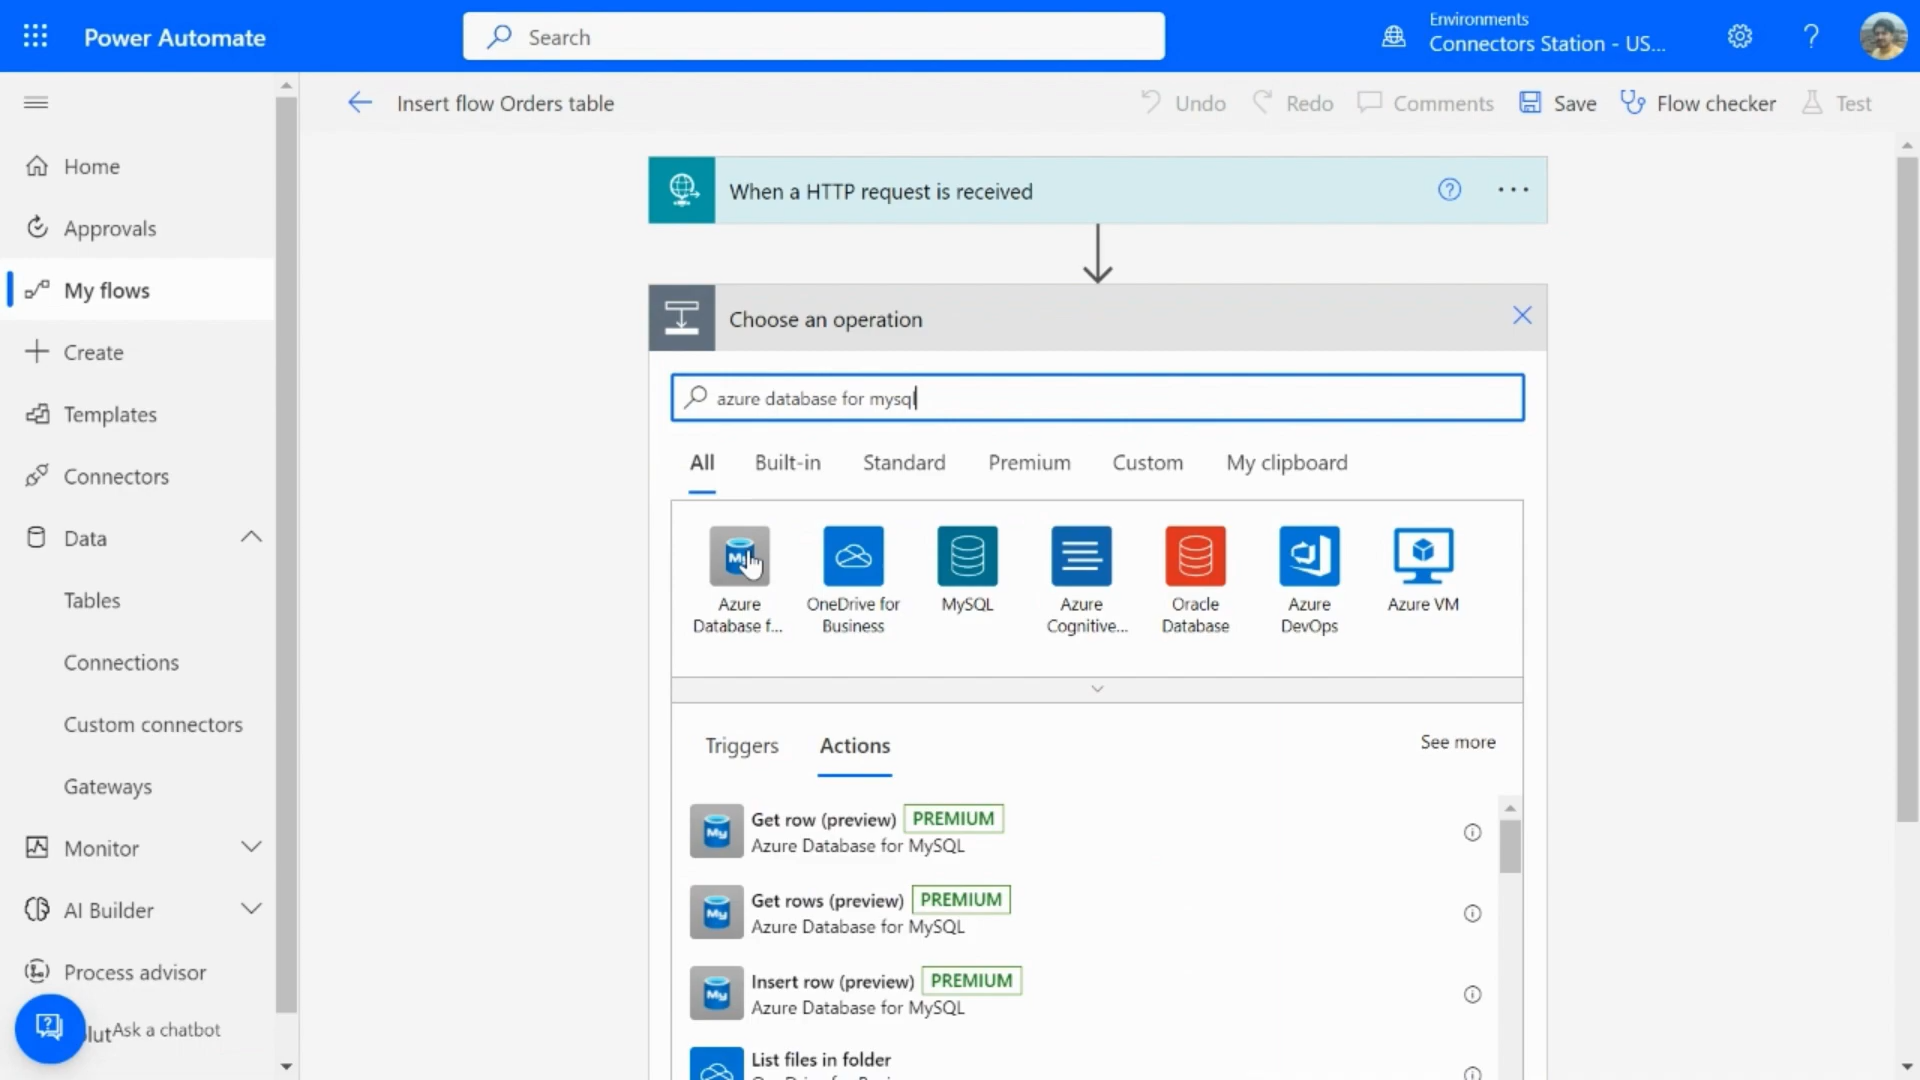 Power Automate
Search
Environments
Connectors Station - US...
?
Insert flow Orders table
Undo
Redo
Comments
Save
Flow checker
Test
Home
Approvals
My flows
Create
Templates
Connectors
Data
Tables
Connections
Custom connectors
Gateways
Monitor
AI Builder
Process advisor
lut
Ask a chatbot
When a HTTP request is received
Choose an operation
azure database for mysql
All
Built-in
Standard
Premium
Custom
My clipboard
Azure
Database f...
OneDrive for
Business
MySQL
Azure
Cognitive...
Oracle
Database
Azure
DevOps
Azure VM
Triggers
Actions
See more
My
Get row (preview) PREMIUM
Azure Database for MySQL
My
Get rows (preview) PREMIUM
Azure Database for MySQL
My
Insert row (preview) PREMIUM
Azure Database for MySQL
List files in folder